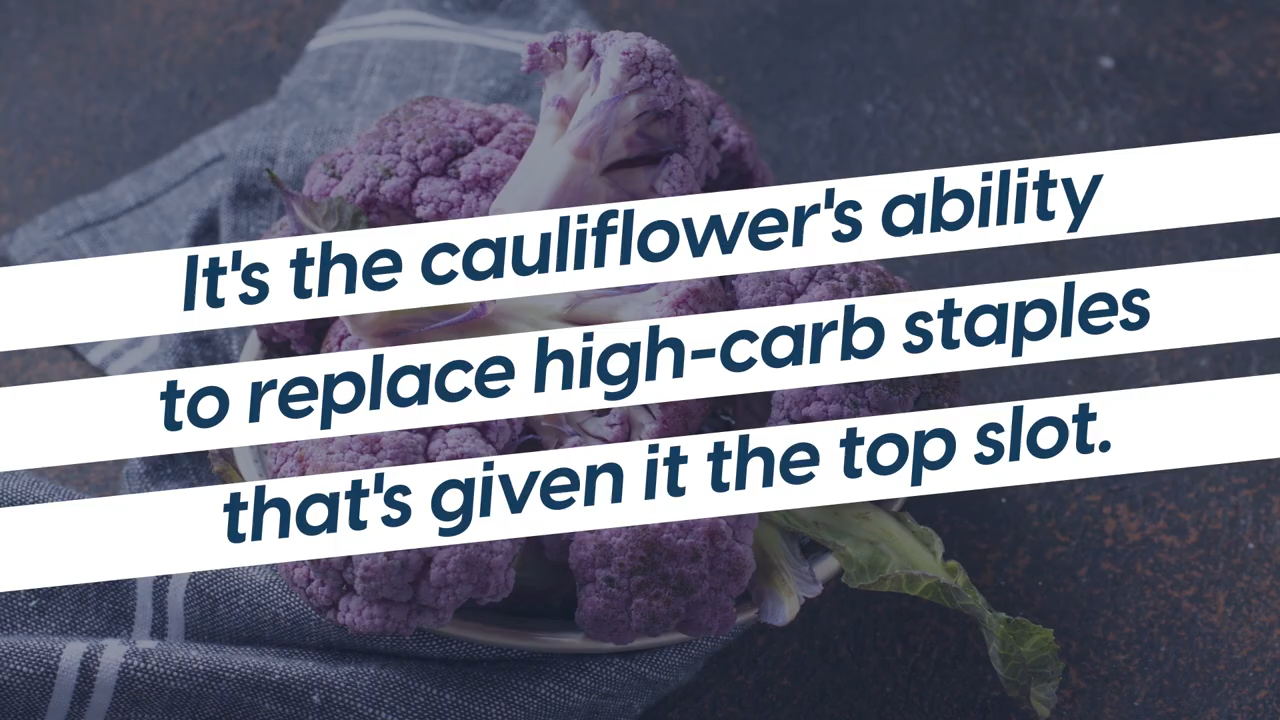 It's the cauliflower's ability
to replace high-carb staples
that's given it the top slot.